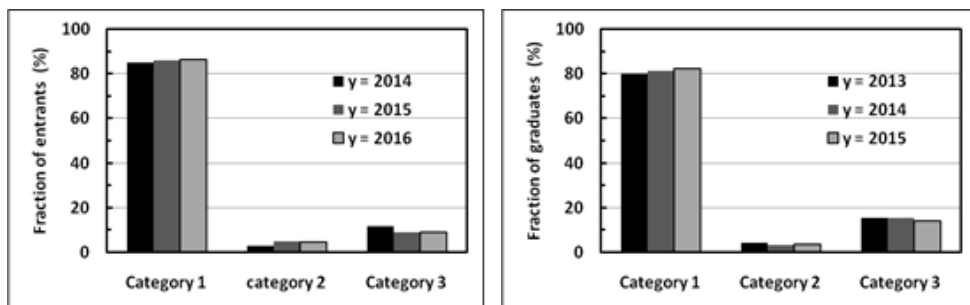 Fraction of entrants (%)
100
80
60
40
20
0
y = 2014
y = 2015
y = 2016
Category 1
category 2
Category 3
Fraction of graduates (%)
100
80
60
40
20
0
y = 2013
y = 2014
y = 2015
Category 1
Category 2
Category 3